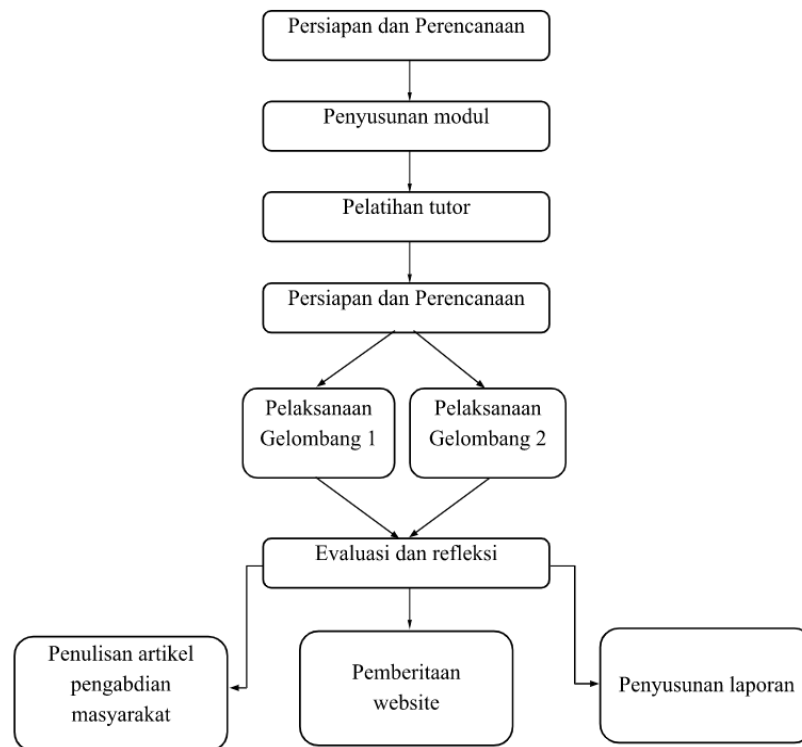 Persiapan dan Perencanaan
Penyusunan modul
Pelatihan tutor
Persiapan dan Perencanaan
Pelaksanaan
Gelombang 1
Pelaksanaan
Gelombang 2
Evaluasi dan refleksi
Penulisan artikel
pengabdian
masyarakat
Pemberitaan
website
Penyusunan laporan